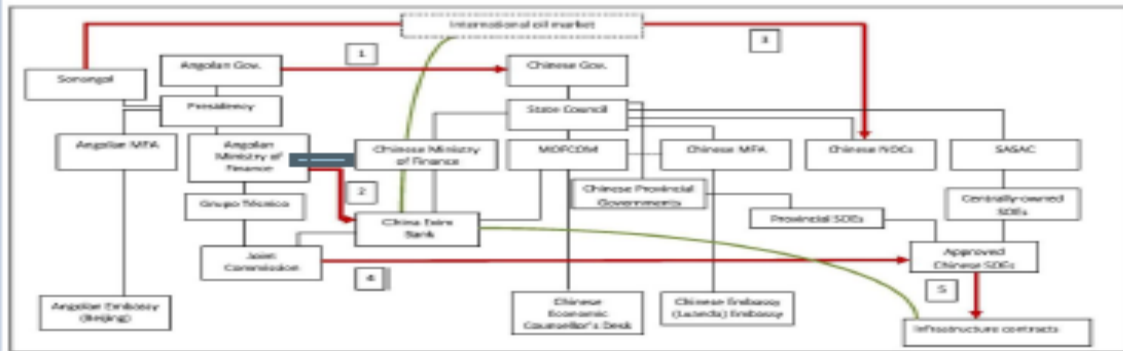 International oil market
1
3
Sonangol
Angolan Gov.
Chinese Gov.
Presidency
State Council
Angolan MFA
Angolan
Ministry of
Finance
Chinese Ministry
of Finance
MOFCOM
Chinese MFA
Chinese NOCs
SASAC
2
Grupo Técnico
Chinese Provincial
Governments
Centrally-owned
SOEs
Provincial SOEs
China Exim
Bank
Joint
Commission
4
Approved
Chinese SOEs
5
Angolan Embassy
(Beijing)
Chinese
Economic
Counsellor's Desk
Chinese Embassy
(Luanda) Embassy
Infrastructure contracts